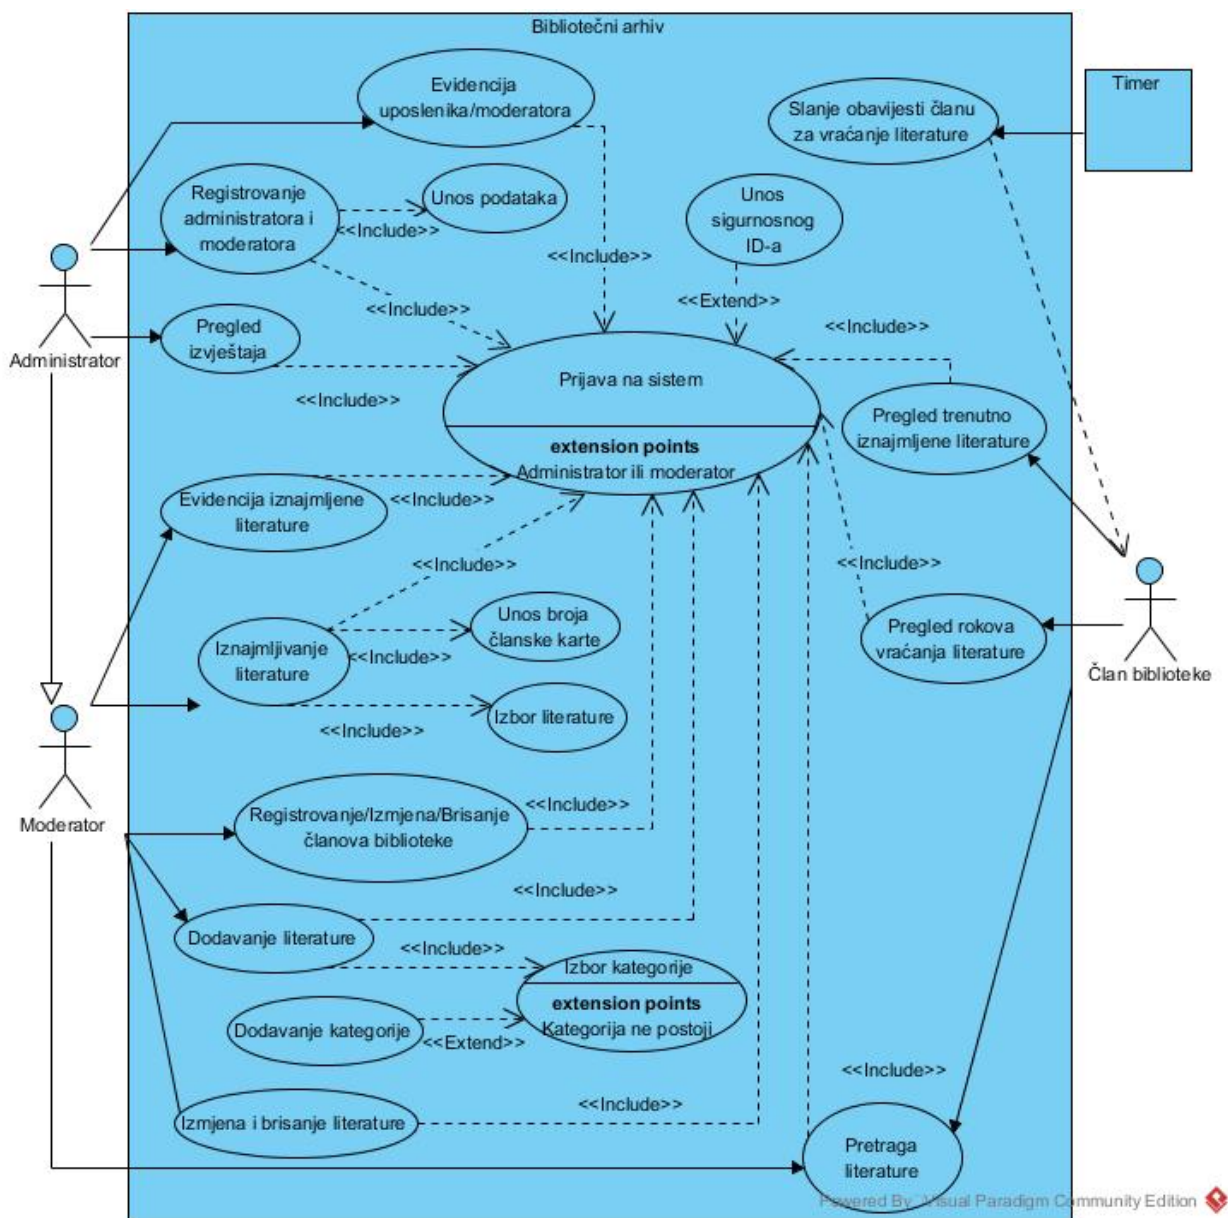 Bibliotečni arhiv
Evidencija
uposlenika/moderatora
Slanje obavijesti članu
za vraćanje literature
Timer
Registrovanje
administratora i
moderatora
Unos podataka
<<Include>>
Unos
sigurnosnog
ID-a
<<Include>>
<<Extend>>
<<Include>>
<<Include>>
Administrator
Pregled
izvještaja
<<Include>>
Prijava na sistem
extension points
Administrator ili moderator
Pregled trenutno
iznajmljene literature
Evidencija iznajmljene
literature
<<Include>>
<<Include>>
<<Include>>
Iznajmljivanje
literature
Unos broja
članske karte
<<Include>>
Pregled rokova
vraćanja literature
Član biblioteke
Izbor literature
<<Include>>
Moderator
Registrovanje/Izmjena/Brisanje
članova biblioteke
<<Include>>
<<Include>>
Dodavanje literature
<<Include>>
Izbor kategorije
extension points
Kategorija ne postoji
Dodavanje kategorije
<<Extend>>
<<Include>>
Izmjena i brisanje literature
<<Include>>
Pretraga
literature
Powered By Visual Paradigm Community Edition